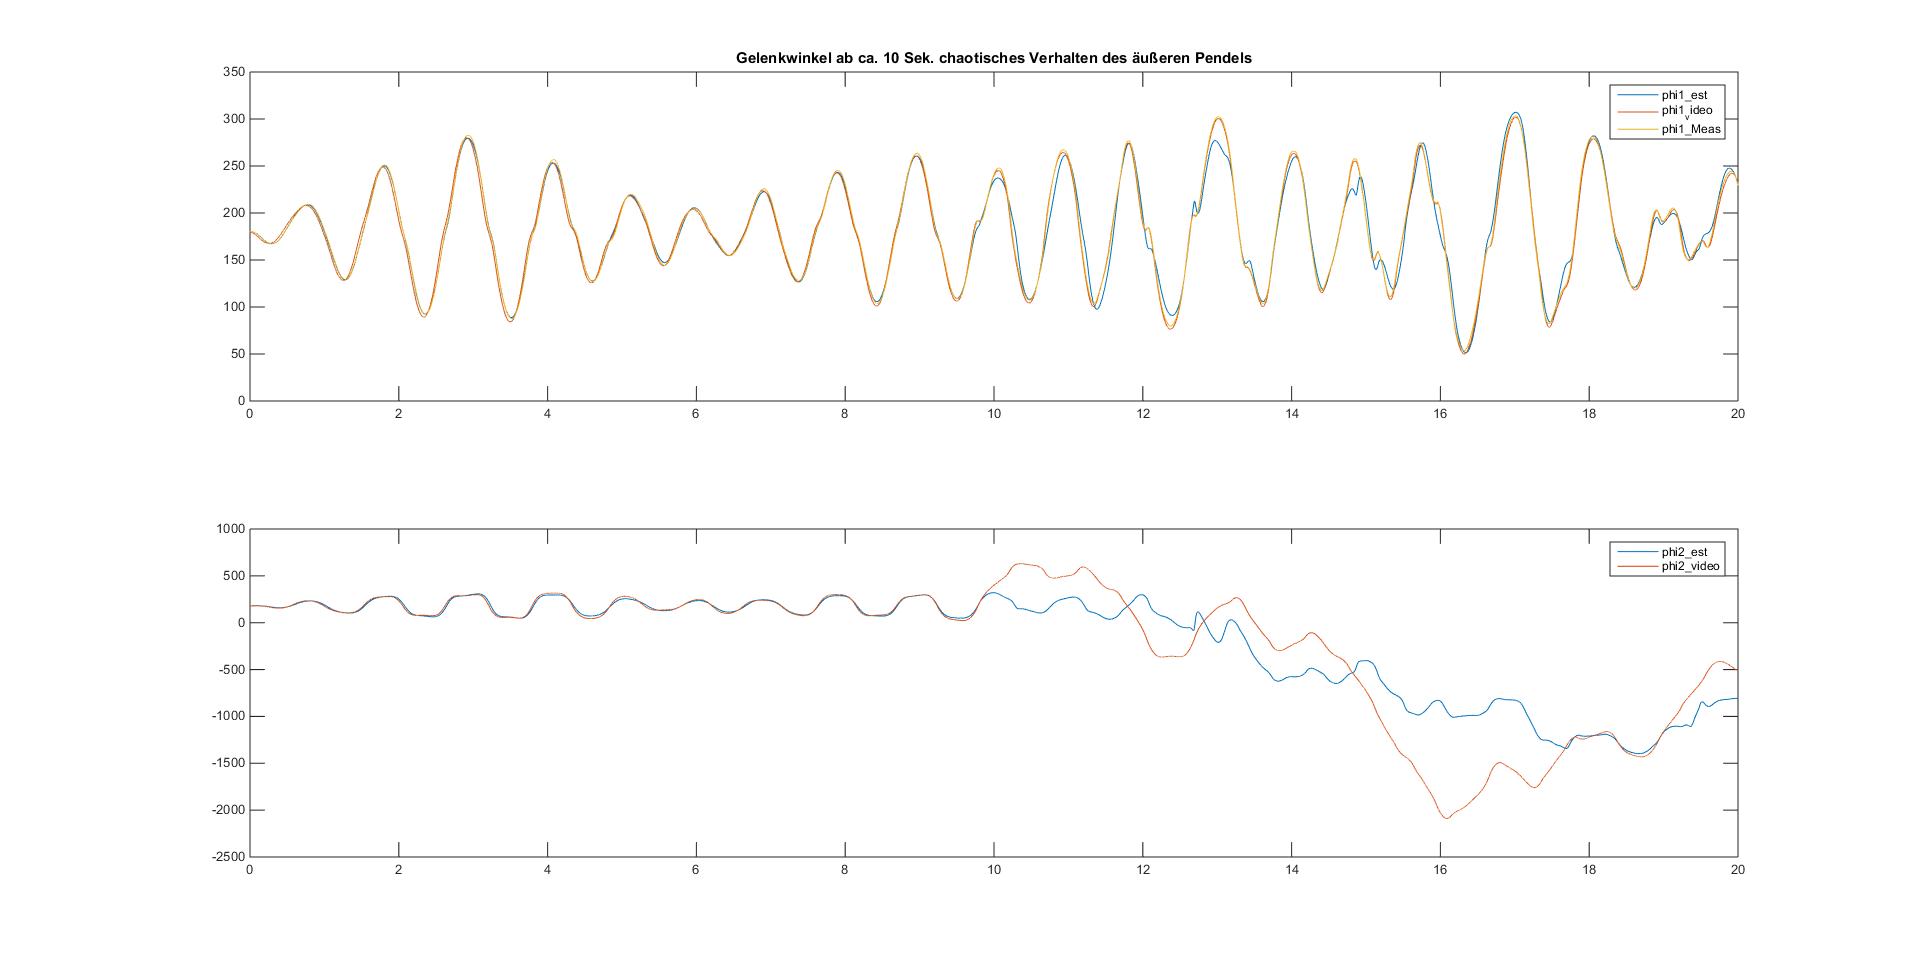 Gelenkwinkel ab ca. 10 Sek. chaotisches Verhalten des äußeren Pendels
350
300
250
200
150
100
50
0
0 2 4 6 8 10 12 14 16 18 20
phi1_est
phi1_video
phi1_Meas
1000
500
0
-500
-1000
-1500
-2000
-2500
0 2 4 6 8 10 12 14 16 18 20
phi2_est
phi2_video